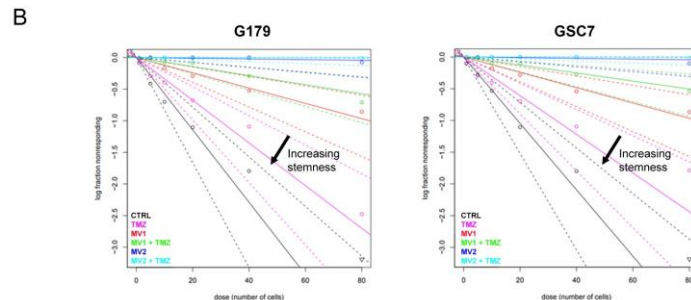 B
G179
log fraction nonresponding
0.0
-0.5
-1.0
-1.5
-2.0
-2.5
-3.0
Increasing
stemness
CTRL
TMZ
MV1
MV1 + TMZ
MV2
MV2 + TMZ
0
20
40
60
80
dose (number of cells)
GSC7
log fraction nonresponding
0.0
-0.5
-1.0
-1.5
-2.0
-2.5
-3.0
Increasing
stemness
CTRL
TMZ
MV1
MV1 + TMZ
MV2
MV2 + TMZ
0
20
40
60
80
dose (number of cells)